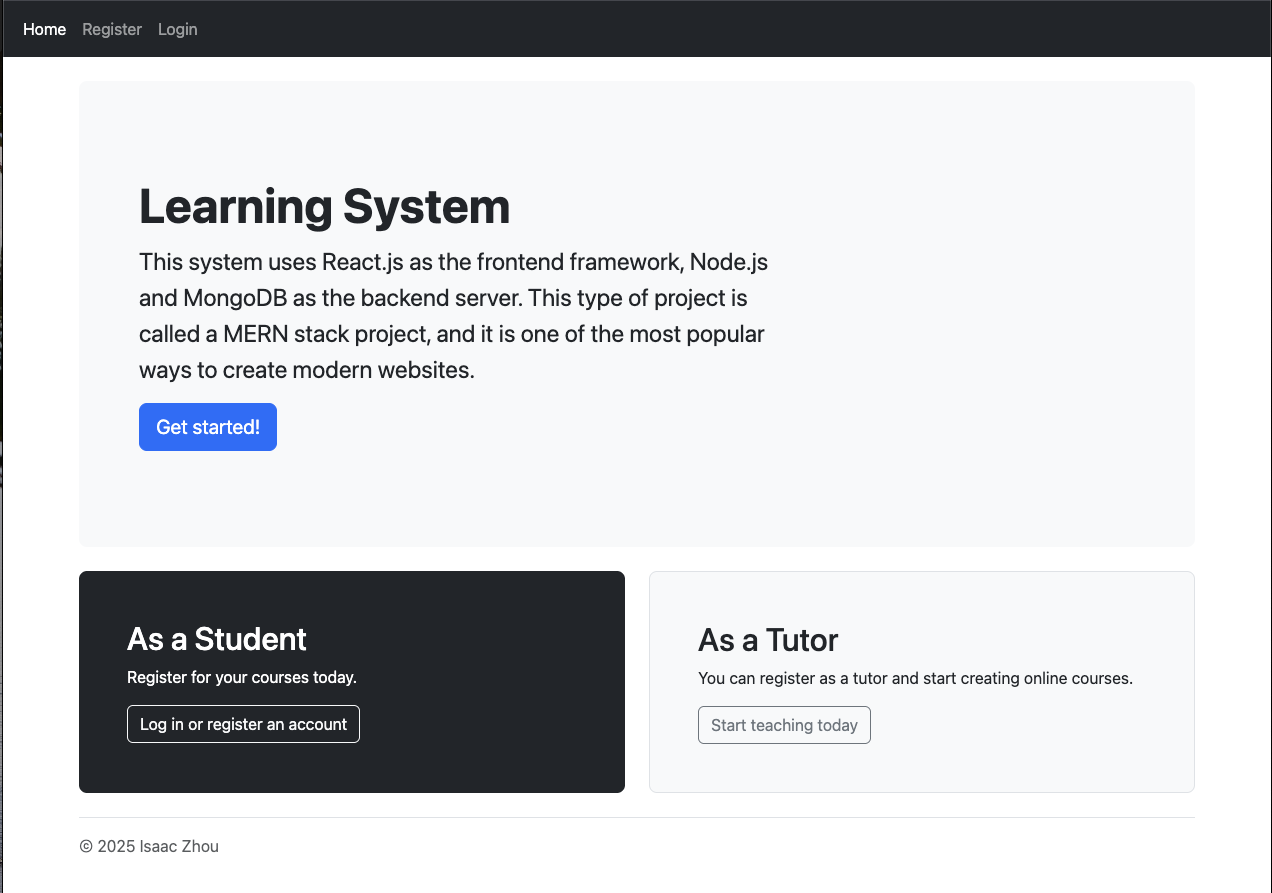 Home Register Login
Learning System
This system uses React.js as the frontend framework, Node.js
and MongoDB as the backend server. This type of project is
called a MERN stack project, and it is one of the most popular
ways to create modern websites.
Get started!
As a Student
Register for your courses today.
Log in or register an account
As a Tutor
You can register as a tutor and start creating online courses.
Start teaching today
© 2025 Isaac Zhou